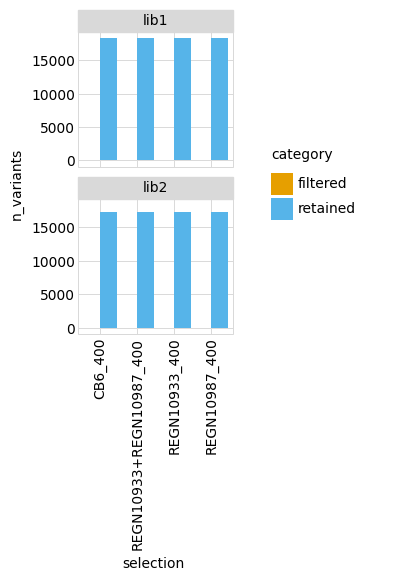 lib1
15000
10000
5000
0
lib2
15000
10000
5000
0
n_variants
CB6_400
REGN10933+REGN10987_400
REGN10933_400
REGN10987_400
selection
category
filtered
retained